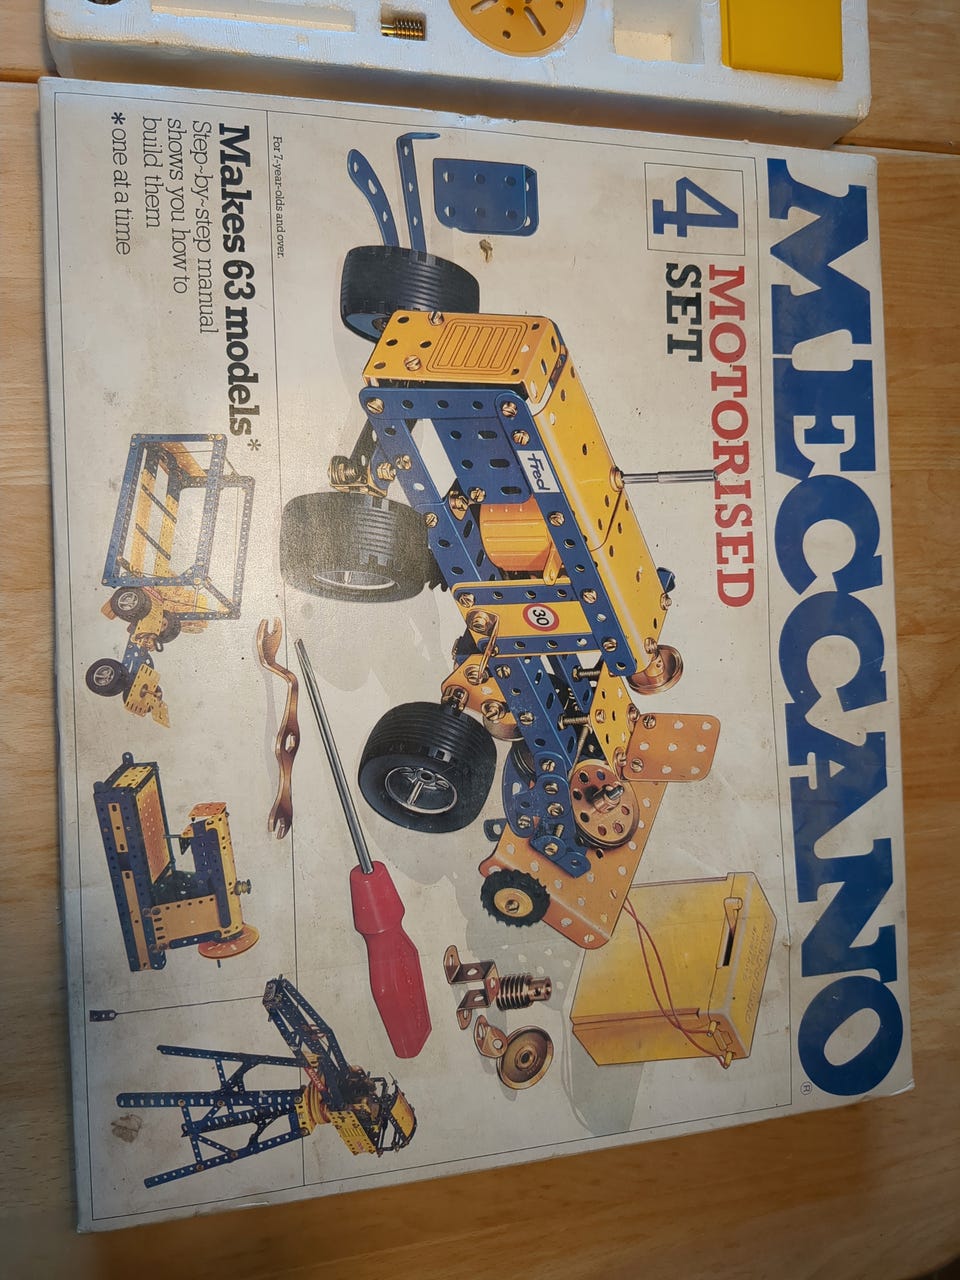 MECCANO®
4 MOTORISED
SET
fred
30
For 7-year-olds and over.
Makes 63 models*
Step-by-step manual
shows you how to
build them
*one at a time